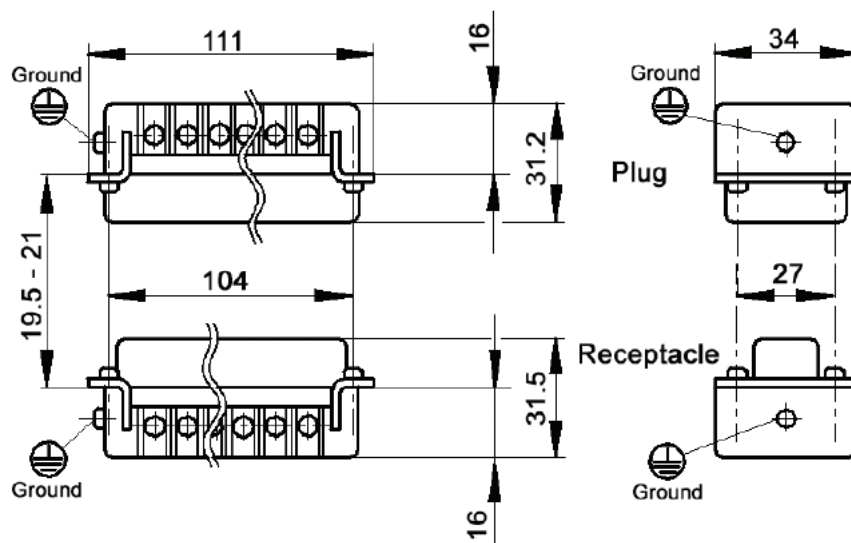 111
16
34
Ground
Ground
31.2
Plug
19.5 - 21
104
27
Receptacle
31.5
Ground
Ground
16